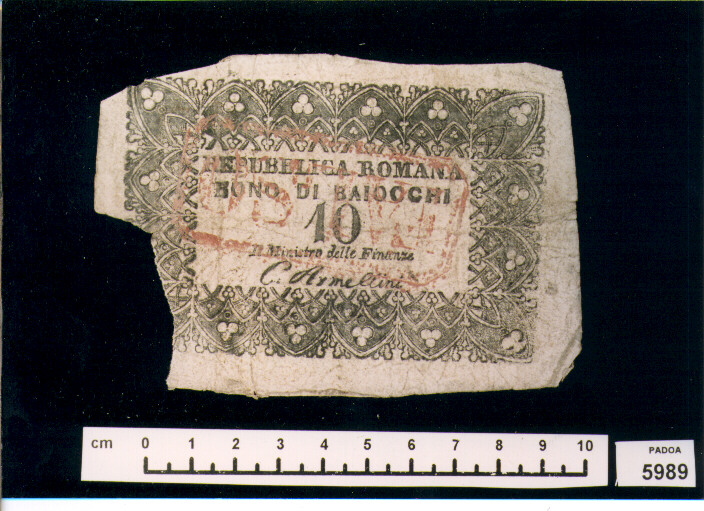 REPUBBLICA ROMANA
BONO DI BAIOCCHI
10
Il Ministro delle Finanze
C. Armellini
cm 0 1 2 3 4 5 6 7 8 9 10
PADOA
5989